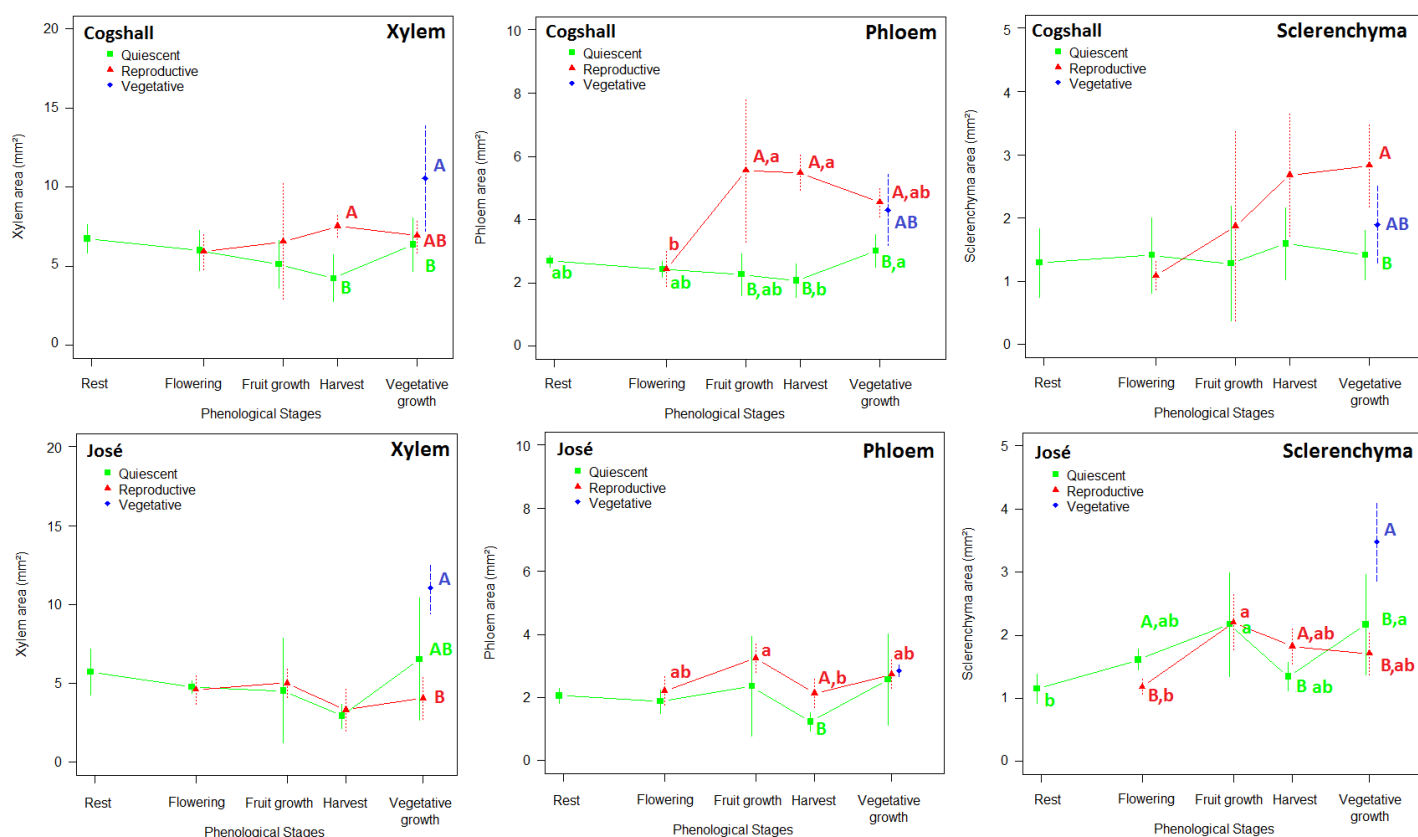 Cogshall Xylem
Quiescent
Reproductive
Vegetative
Xylem area (mm²)
20
15
10
5
0
A
A
AB
B
B
Rest Flowering Fruit growth Harvest Vegetative growth
Phenological Stages
Cogshall Phloem
Quiescent
Reproductive
Vegetative
Phloem area (mm²)
10
8
6
4
2
0
A,a A,a
A,ab
AB
b
ab ab B,ab B,b B,a
Rest Flowering Fruit growth Harvest Vegetative growth
Phenological Stages
Cogshall Sclerenchyma
Quiescent
Reproductive
Vegetative
Sclerenchyma area (mm²)
5
4
3
2
1
0
A
AB
B
Rest Flowering Fruit growth Harvest Vegetative growth
Phenological Stages
José Xylem
Quiescent
Reproductive
Vegetative
Xylem area (mm²)
20
15
10
5
0
A
AB
B
Rest Flowering Fruit growth Harvest Vegetative growth
Phenological Stages
José Phloem
Quiescent
Reproductive
Vegetative
Phloem area (mm²)
10
8
6
4
2
0
ab a A,b ab
B
Rest Flowering Fruit growth Harvest Vegetative growth
Phenological Stages
José Sclerenchyma
Quiescent
Reproductive
Vegetative
Sclerenchyma area (mm²)
5
4
3
2
1
0
A
A,ab a A,ab B,a
a
b B,b B ab B,ab
Rest Flowering Fruit growth Harvest Vegetative growth
Phenological Stages